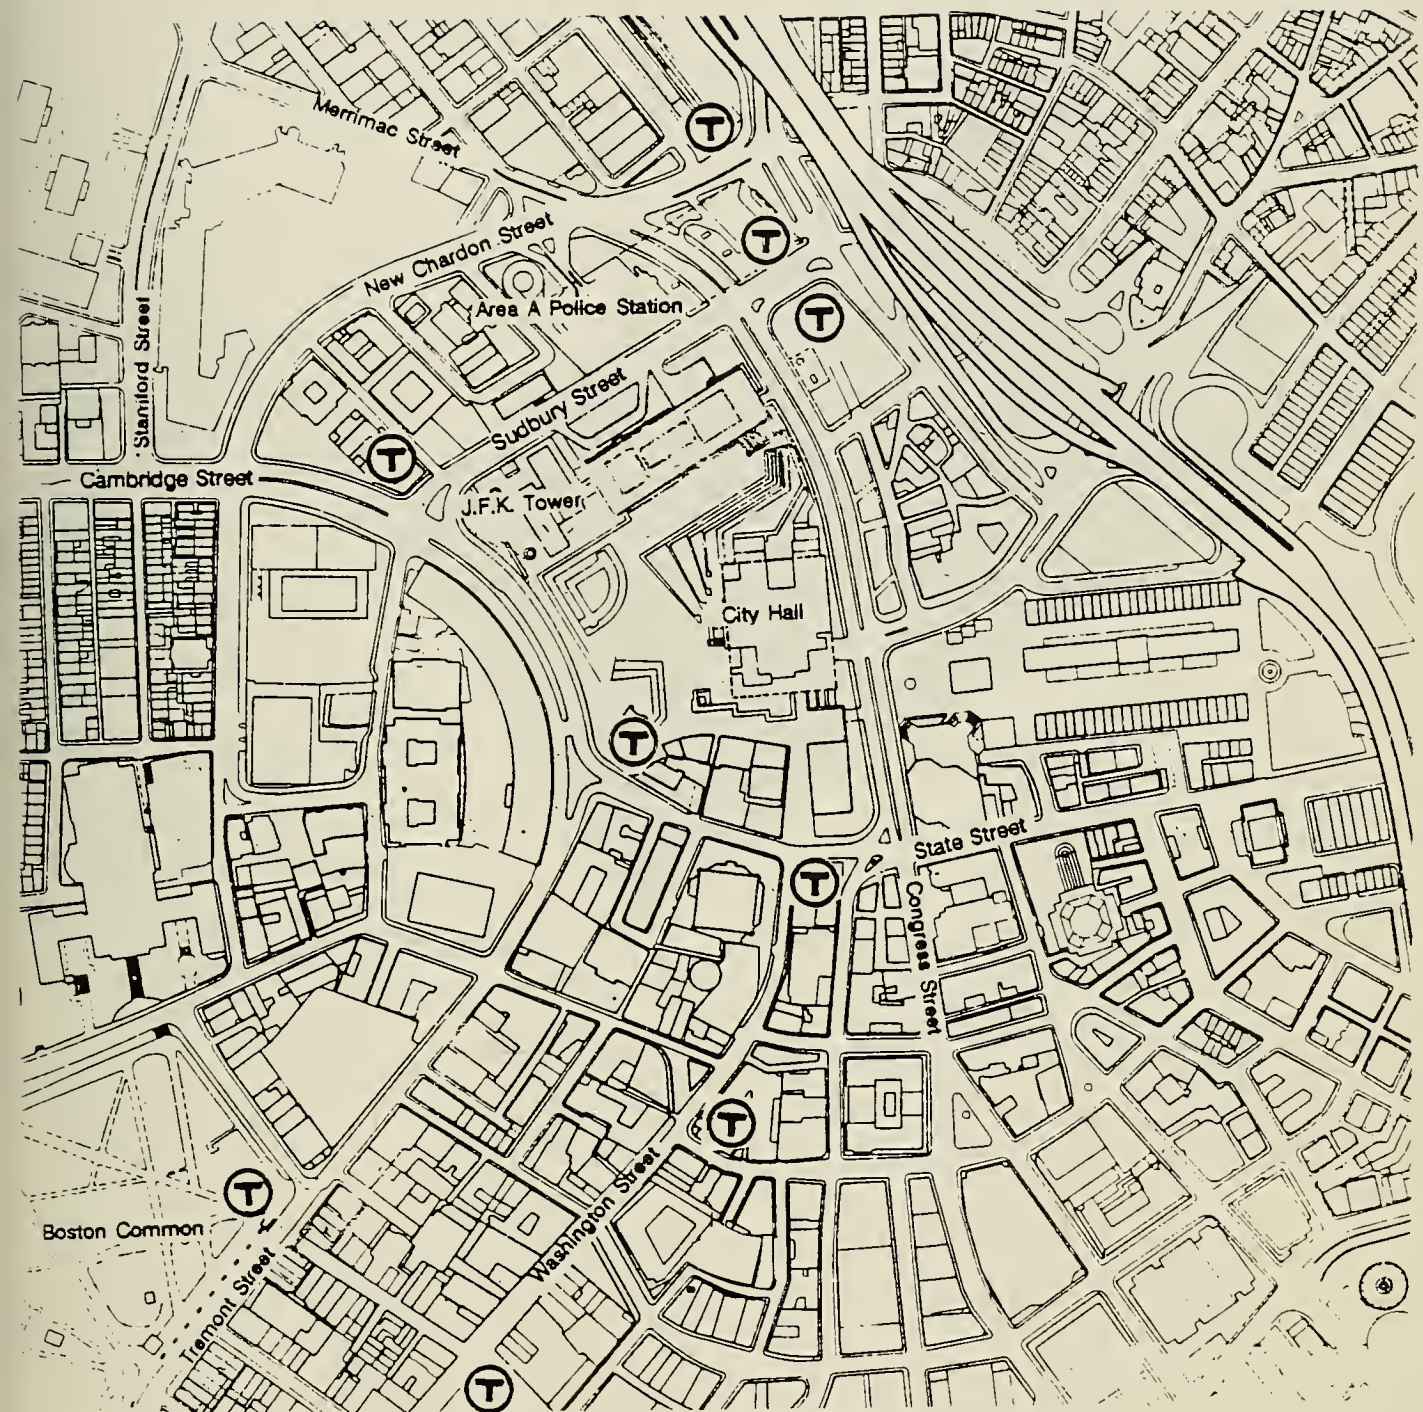 T
Merrimac Street
T
New Chardon Street
Area A Police Station
T
Stamford Street
Sudbury Street
T
Cambridge Street
J.F.K. Tower
City Hall
T
State Street
T
Congress Street
T
Washington Street
T
Boston Common
Tremont Street
T